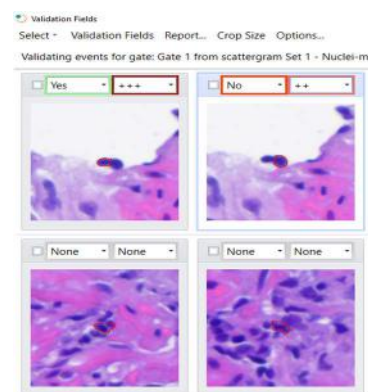 Validation Fields
Select Validation Fields Report... Crop Size Options...
Validating events for gate: Gate 1 from scattergram Set 1 - Nuclei-m
Yes +++ No ++
None None None None